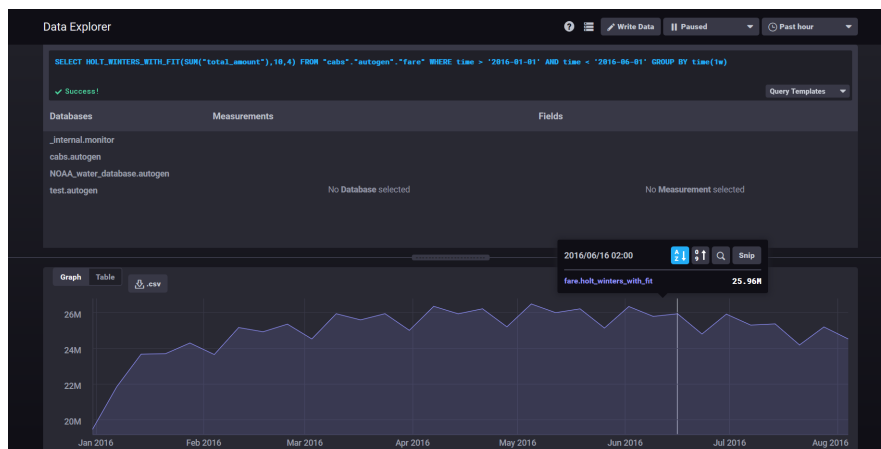 Data Explorer
? Write Data Paused Past hour
SELECT HOLT_WINTERS_WITH_FIT(SUM("total_amount"),10,4) FROM "cabs"."autogen"."fare" WHERE time > '2016-01-01' AND time < '2016-06-01' GROUP BY time(1w)
Success!
Query Templates
Databases Measurements Fields
_internal.monitor
cabs.autogen
NOAA_water_database.autogen
test.autogen No Database selected No Measurement selected
2016/06/16 02:00 A Z 0 9 Snip
fare.holt_winters_with_fit 25.96M
Graph Table .csv
26M
24M
22M
20M
Jan 2016 Feb 2016 Mar 2016 Apr 2016 May 2016 Jun 2016 Jul 2016 Aug 2016